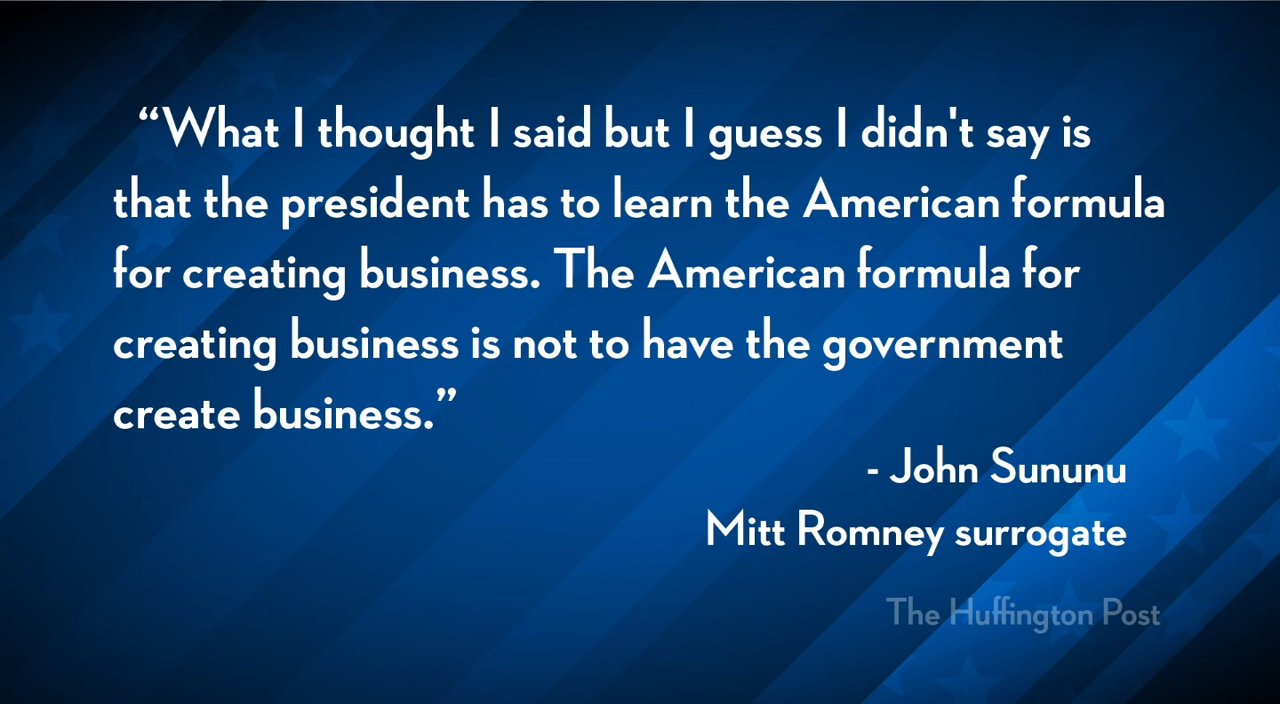 “What I thought I said but I guess I didn't say is
that the president has to learn the American formula
for creating business. The American formula for
creating business is not to have the government
create business.”
- John Sununu
Mitt Romney surrogate
The Huffington Post